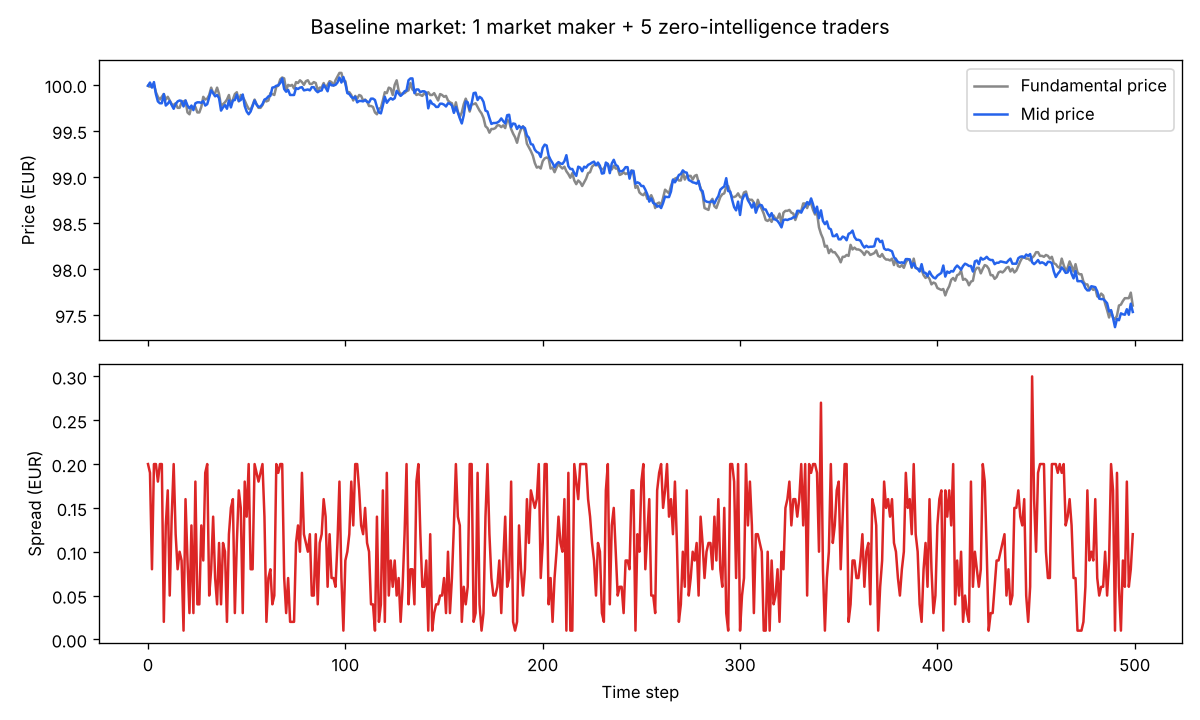 Baseline market: 1 market maker + 5 zero-intelligence traders
Price (EUR)
100.0
99.5
99.0
98.5
98.0
97.5
Fundamental price
Mid price
Spread (EUR)
0.30
0.25
0.20
0.15
0.10
0.05
0.00
0 100 200 300 400 500
Time step